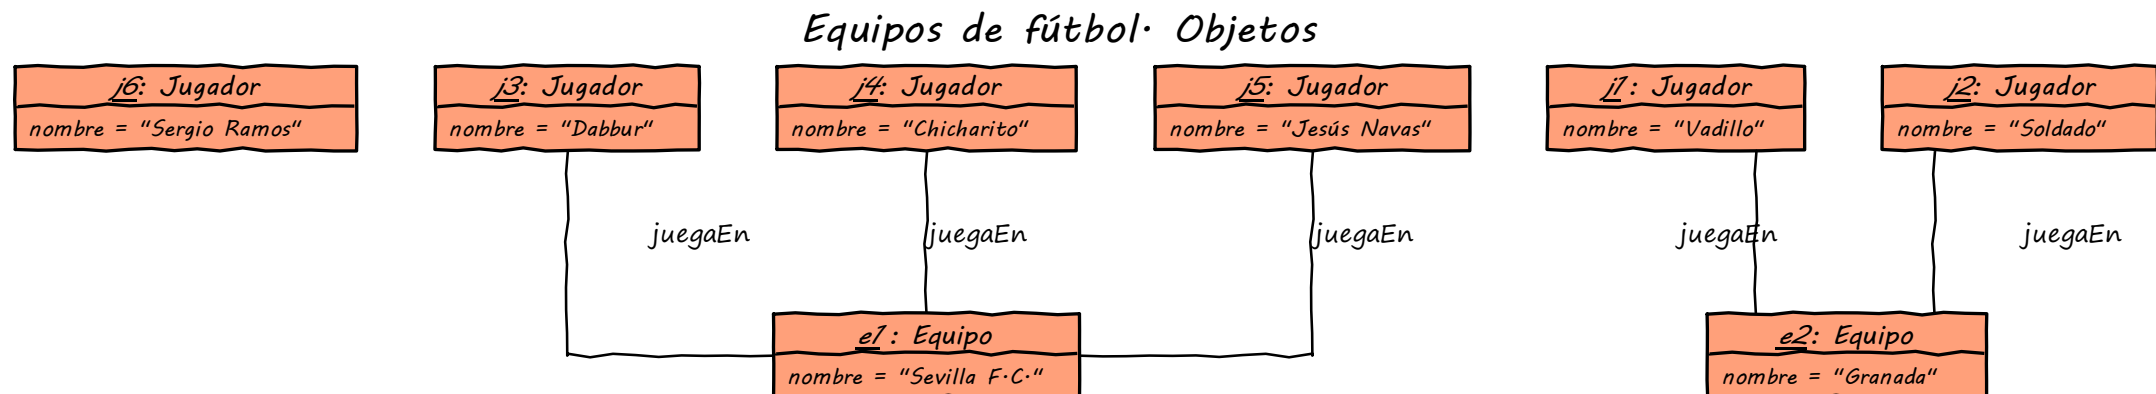 Equipos de fútbol. Objetos
j6: Jugador
nombre = "Sergio Ramos"
j3: Jugador
nombre = "Dabbur"
j4: Jugador
nombre = "Chicharito"
j5: Jugador
nombre = "Jesús Navas"
j1: Jugador
nombre = "Vadillo"
j2: Jugador
nombre = "Soldado"
juegaEn
juegaEn
juegaEn
juegaEn
juegaEn
e1: Equipo
nombre = "Sevilla F.C."
e2: Equipo
nombre = "Granada"